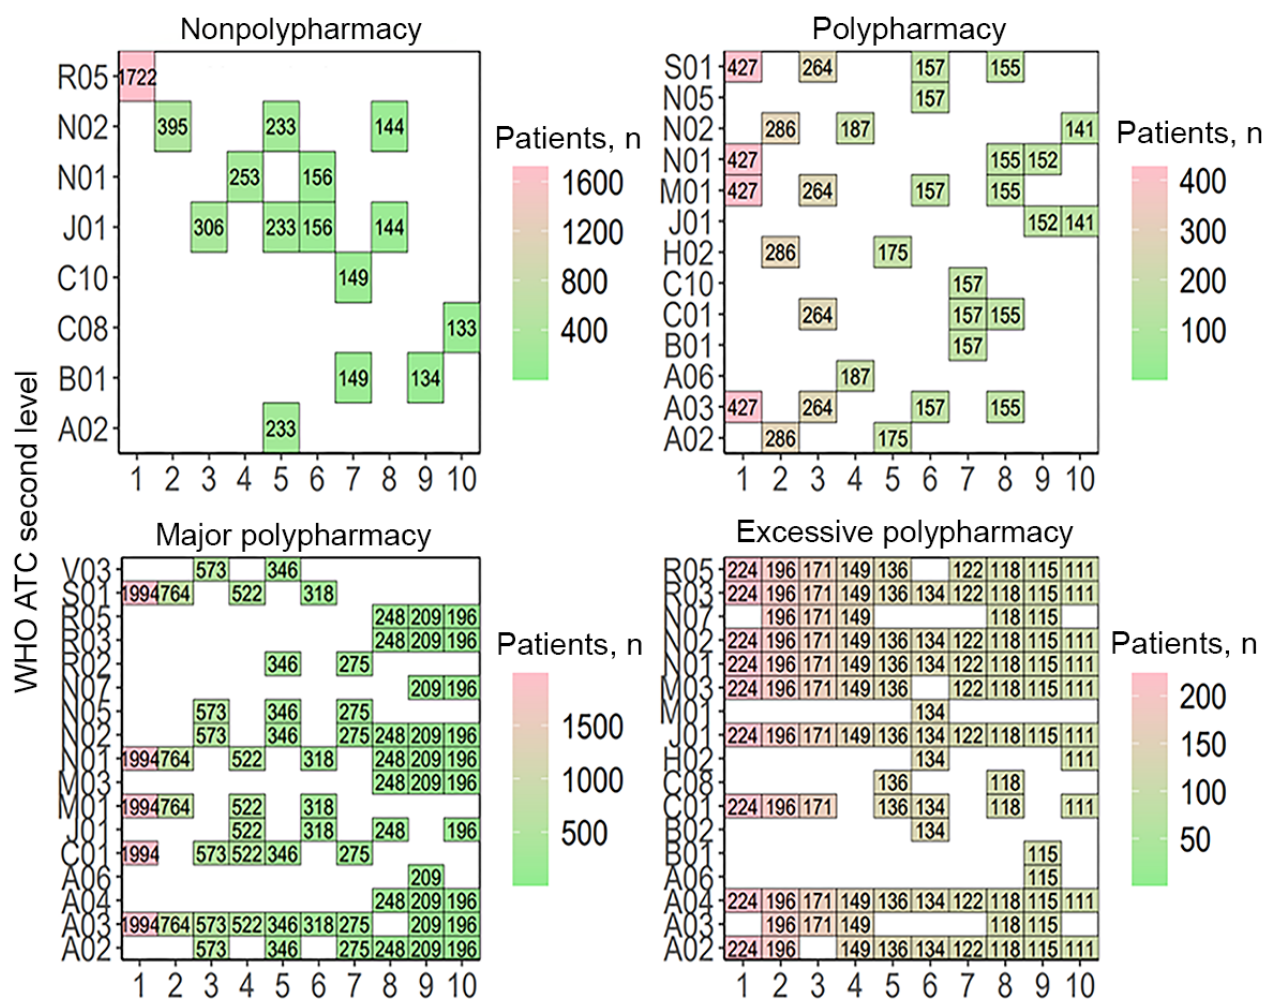 Nonpolypharmacy
R05 1722
N02 395 233 144
N01 253 156
J01 306 233 156 144
C10 149
C08 133
B01 149 134
A02 233
1 2 3 4 5 6 7 8 9 10
Patients, n
1600
1200
800
400
Polypharmacy
S01 427 264 157 155
N05 157
N02 286 187 141
N01 427 155 152
M01 427 264 157 155
J01 152 141
H02 286 175
C10 157
C01 264 157 155
B01 157
A06 187
A03 427 264 157 155
A02 286 175
1 2 3 4 5 6 7 8 9 10
Patients, n
400
300
200
100
WHO ATC second level
Major polypharmacy
V03 573 346
S01 1994 764 522 318
R05 248 209 196
R03 248 209 196
R02 346 275
N07 209 196
N05 573 346 275
N02 573 346 275 248 209 196
N01 1994 764 522 318 248 209 196
M03 248 209 196
M01 1994 764 522 318
J01 522 318 248 196
C01 1994 573 522 346 275
A06 209
A04 248 209 196
A03 1994 764 573 522 346 318 275 209 196
A02 573 346 275 248 209 196
1 2 3 4 5 6 7 8 9 10
Patients, n
1500
1000
500
Excessive polypharmacy
R05 224 196 171 149 136 122 118 115 111
R03 224 196 171 149 136 134 122 118 115 111
N07 196 171 149 118 115
N02 224 196 171 149 136 134 122 118 115 111
N01 224 196 171 149 136 134 122 118 115 111
M03 224 196 171 149 136 122 118 115 111
M01 134
J01 224 196 171 149 136 134 122 118 115 111
H02 134 111
C08 136 118
C01 224 196 171 136 134 118 111
B02 134
B01 115
A06 115
A04 224 196 171 149 136 134 122 118 115 111
A03 196 171 149 118 115
A02 224 196 149 136 134 122 118 115 111
1 2 3 4 5 6 7 8 9 10
Patients, n
200
150
100
50